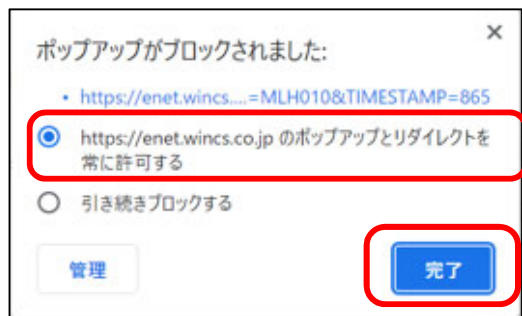 ポップアップがブロックされました:
• https://enet.wincs....=MLH010&TIMESTAMP=865
https://enet.wincs.co.jp のポップアップとリダイレクトを
常に許可する
引き続きブロックする
管理
完了